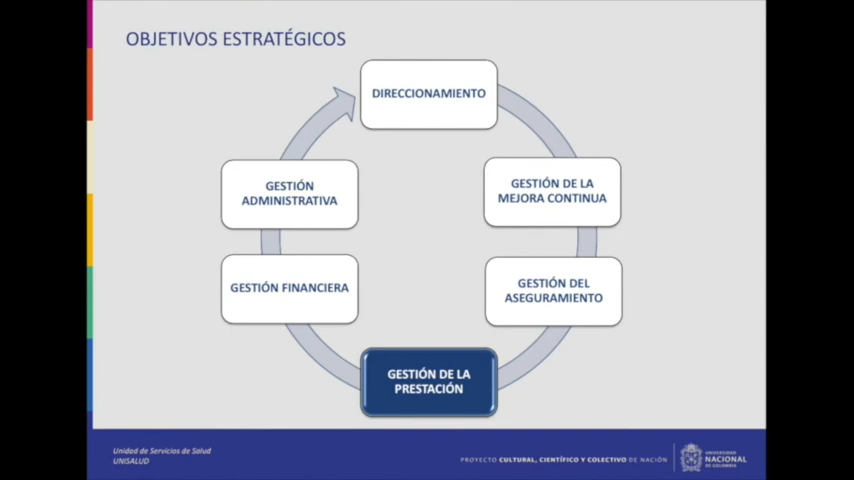 OBJETIVOS ESTRATÉGICOS
DIRECCIONAMIENTO
GESTIÓN
ADMINISTRATIVA
GESTIÓN DE LA
MEJORA CONTINUA
GESTIÓN FINANCIERA
GESTIÓN DEL
ASEGURAMIENTO
GESTIÓN DE LA
PRESTACIÓN
Unidad de Servicios de Salud
UNISALUD
PROYECTO CULTURAL, CIENTÍFICO Y COLECTIVO DE NACIÓN
UNIVERSIDAD
NACIONAL
DE COLOMBIA